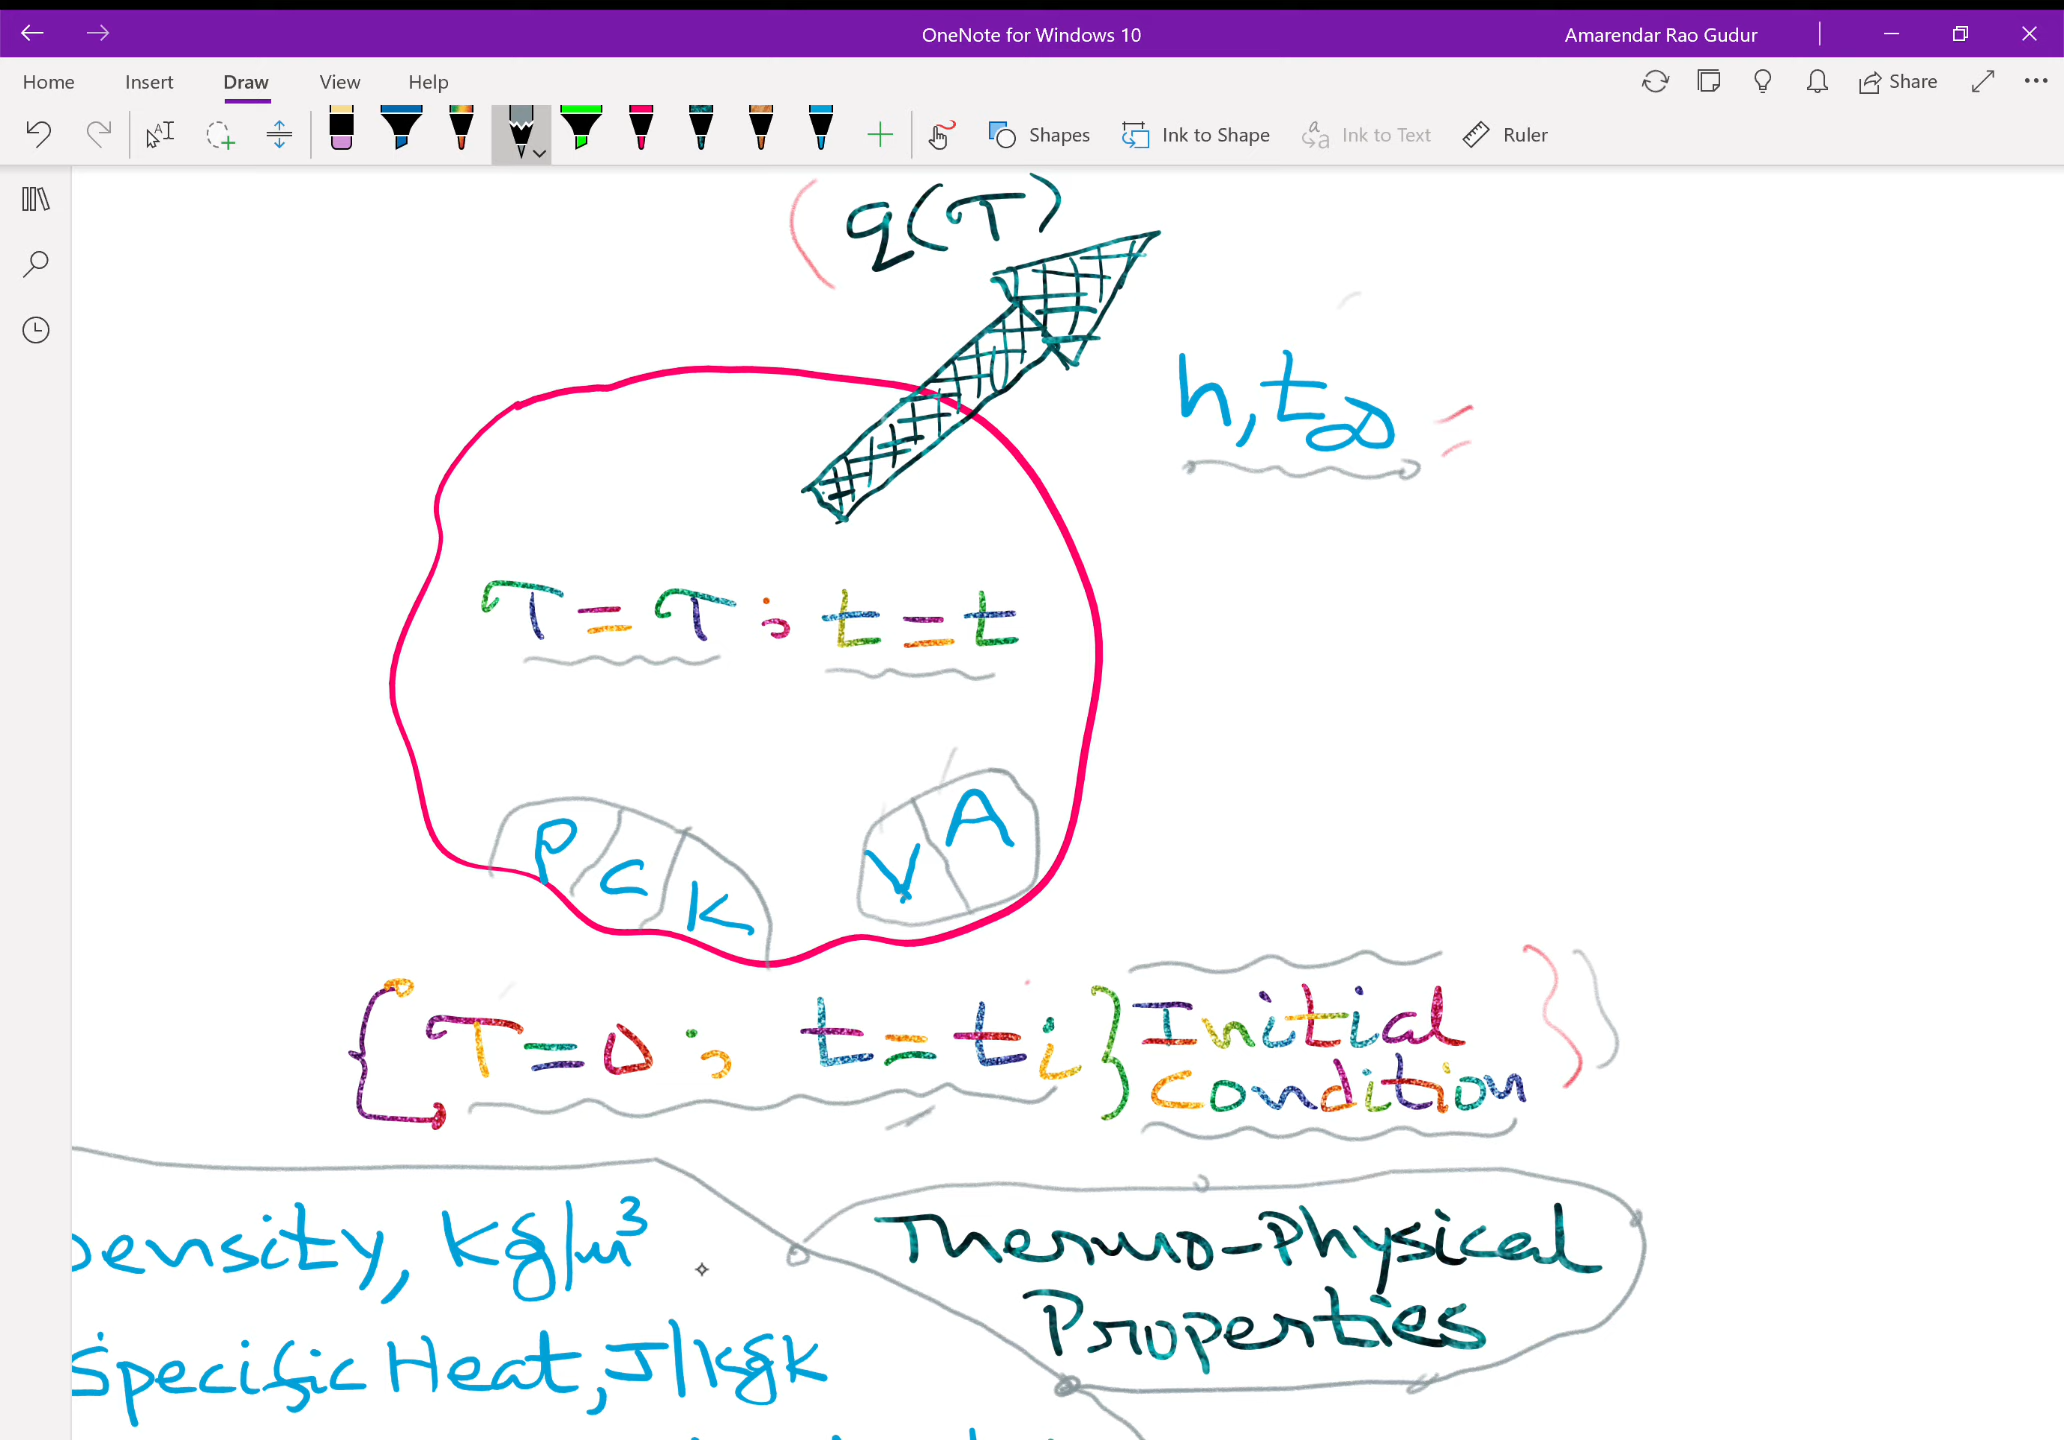 OneNote for Windows 10
Amarendar Rao Gudur
Home Insert Draw View Help
Share
Shapes Ink to Shape Ink to Text Ruler
q(τ)
h, t∞ =
τ = τ ; t = t
ρ c K
V A
τ = 0 ; t = ti } Initial
condition
Density, Kg/m³
Thermo-Physical
Properties
Specific Heat, J/kgK